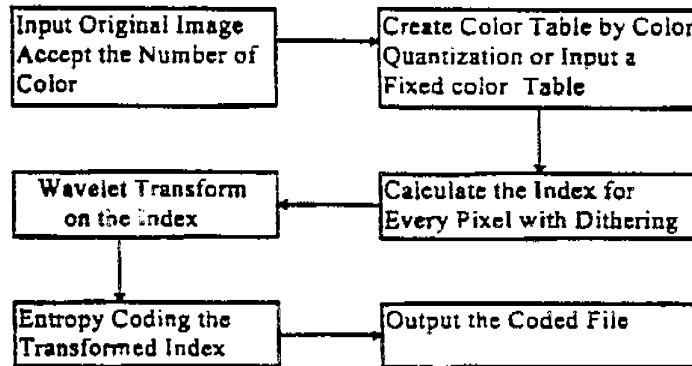 Input Original Image
Accept the Number of
Color
Create Color Table by Color
Quantization or Input a
Fixed color Table
Calculate the Index for
Every Pixel with Dithering
Wavelet Transform
on the Index
Entropy Coding the
Transformed Index
Output the Coded File